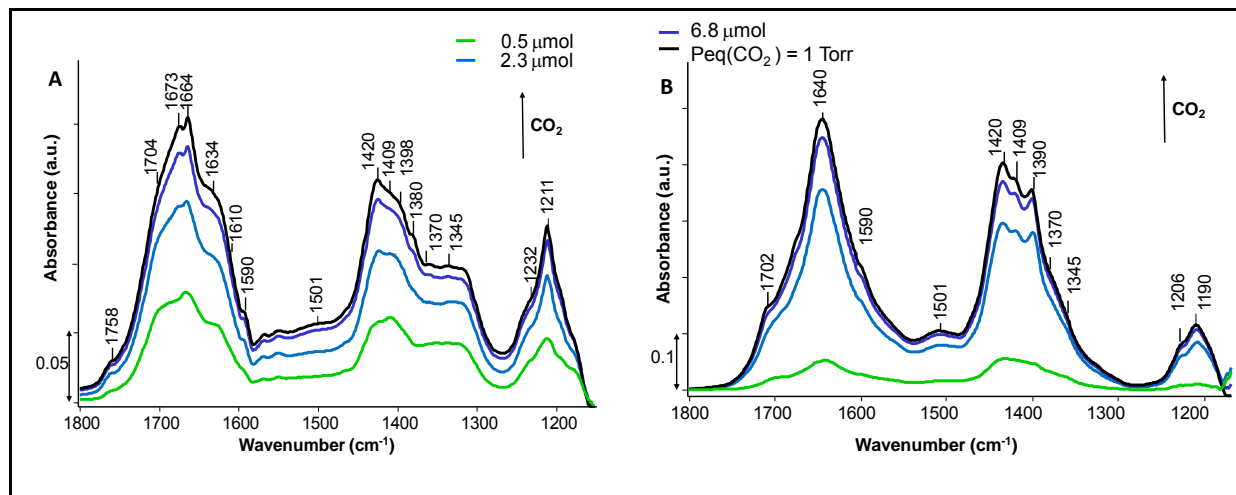 0.5 µmol
2.3 µmol
A
CO2
1704
1673
1664
1634
1610
1590
1758
1501
1420
1409
1398
1380
1370
1345
1232
1211
Absorbance (a.u.)
0.05
1800 1700 1600 1500 1400 1300 1200
Wavenumber (cm-1)
6.8 µmol
Peq(CO2) = 1 Torr
B
CO2
1702
1640
1590
1501
1420
1409
1390
1370
1345
1206
1190
Absorbance (a.u.)
0.1
1800 1700 1600 1500 1400 1300 1200
Wavenumber (cm-1)